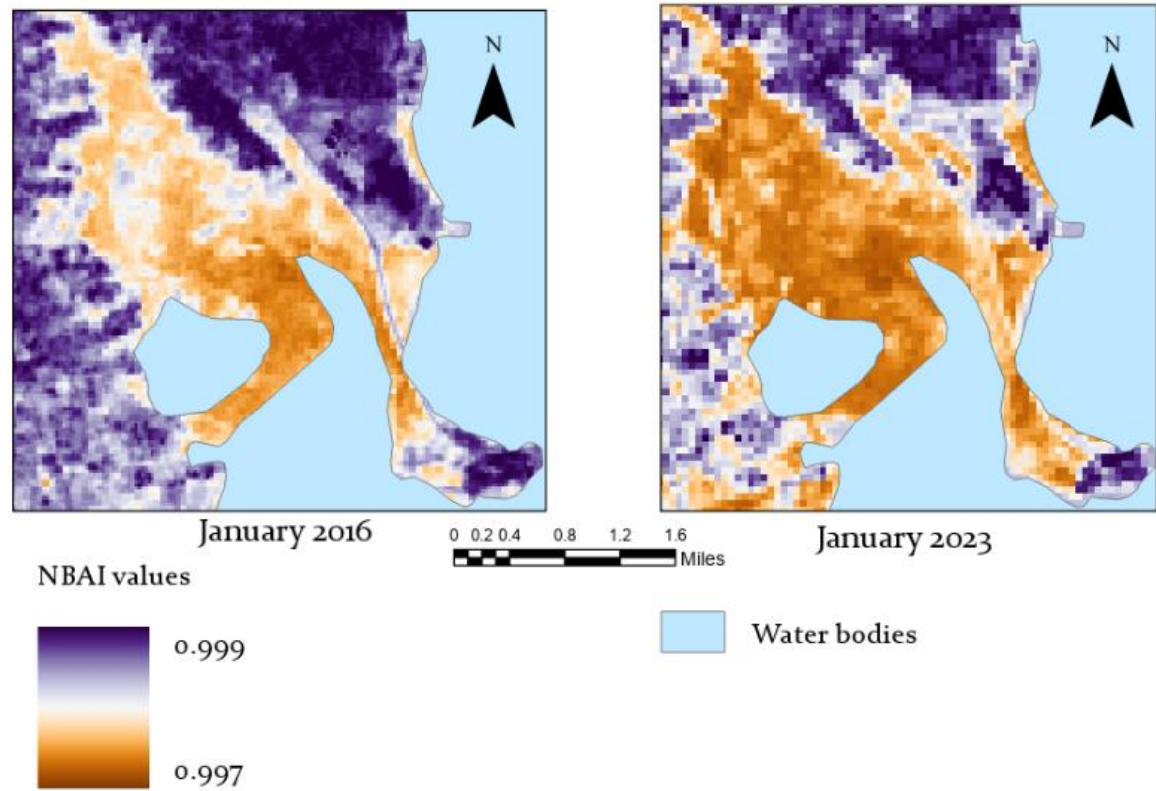 N
N
January 2016
January 2023
0 0.2 0.4 0.8 1.2 1.6
Miles
NBAI values
0.999
0.997
Water bodies